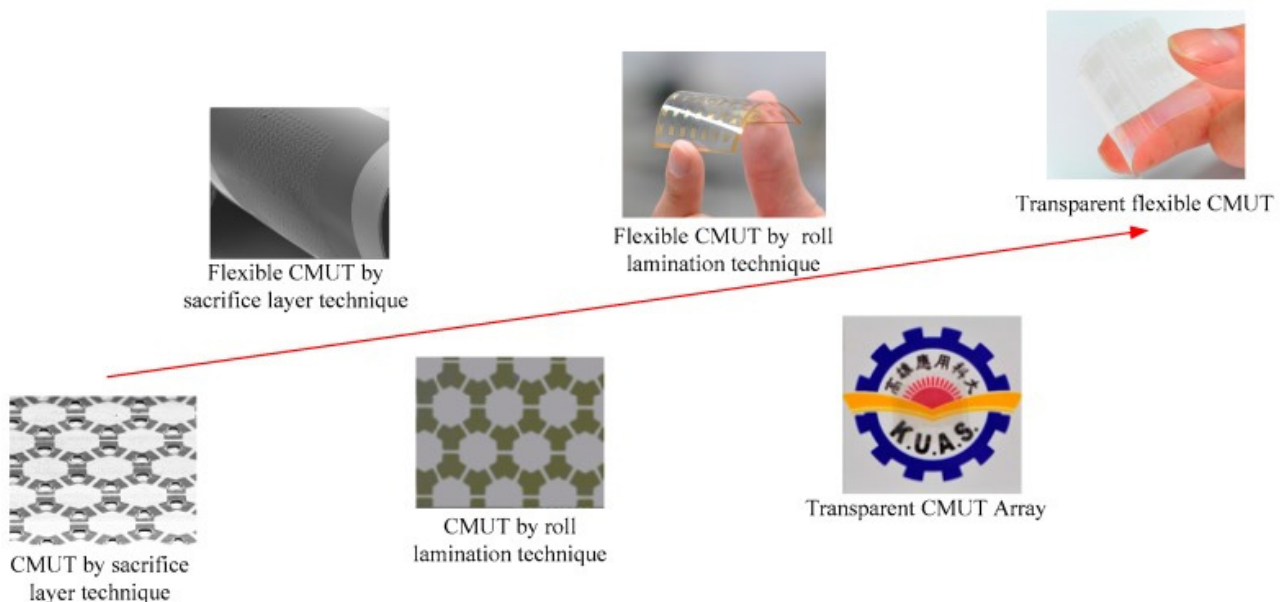 Transparent flexible CMUT
Flexible CMUT by roll
lamination technique
Flexible CMUT by
sacrifice layer technique
高雄應用科大
K.U.A.S.
Transparent CMUT Array
CMUT by roll
lamination technique
CMUT by sacrifice
layer technique